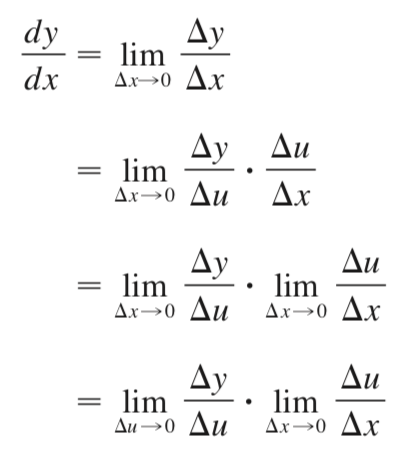 dy/dx = lim_{Δx→0} Δy/Δx
= lim_{Δx→0} Δy/Δu · Δu/Δx
= lim_{Δx→0} Δy/Δu · lim_{Δx→0} Δu/Δx
= lim_{Δu→0} Δy/Δu · lim_{Δx→0} Δu/Δx